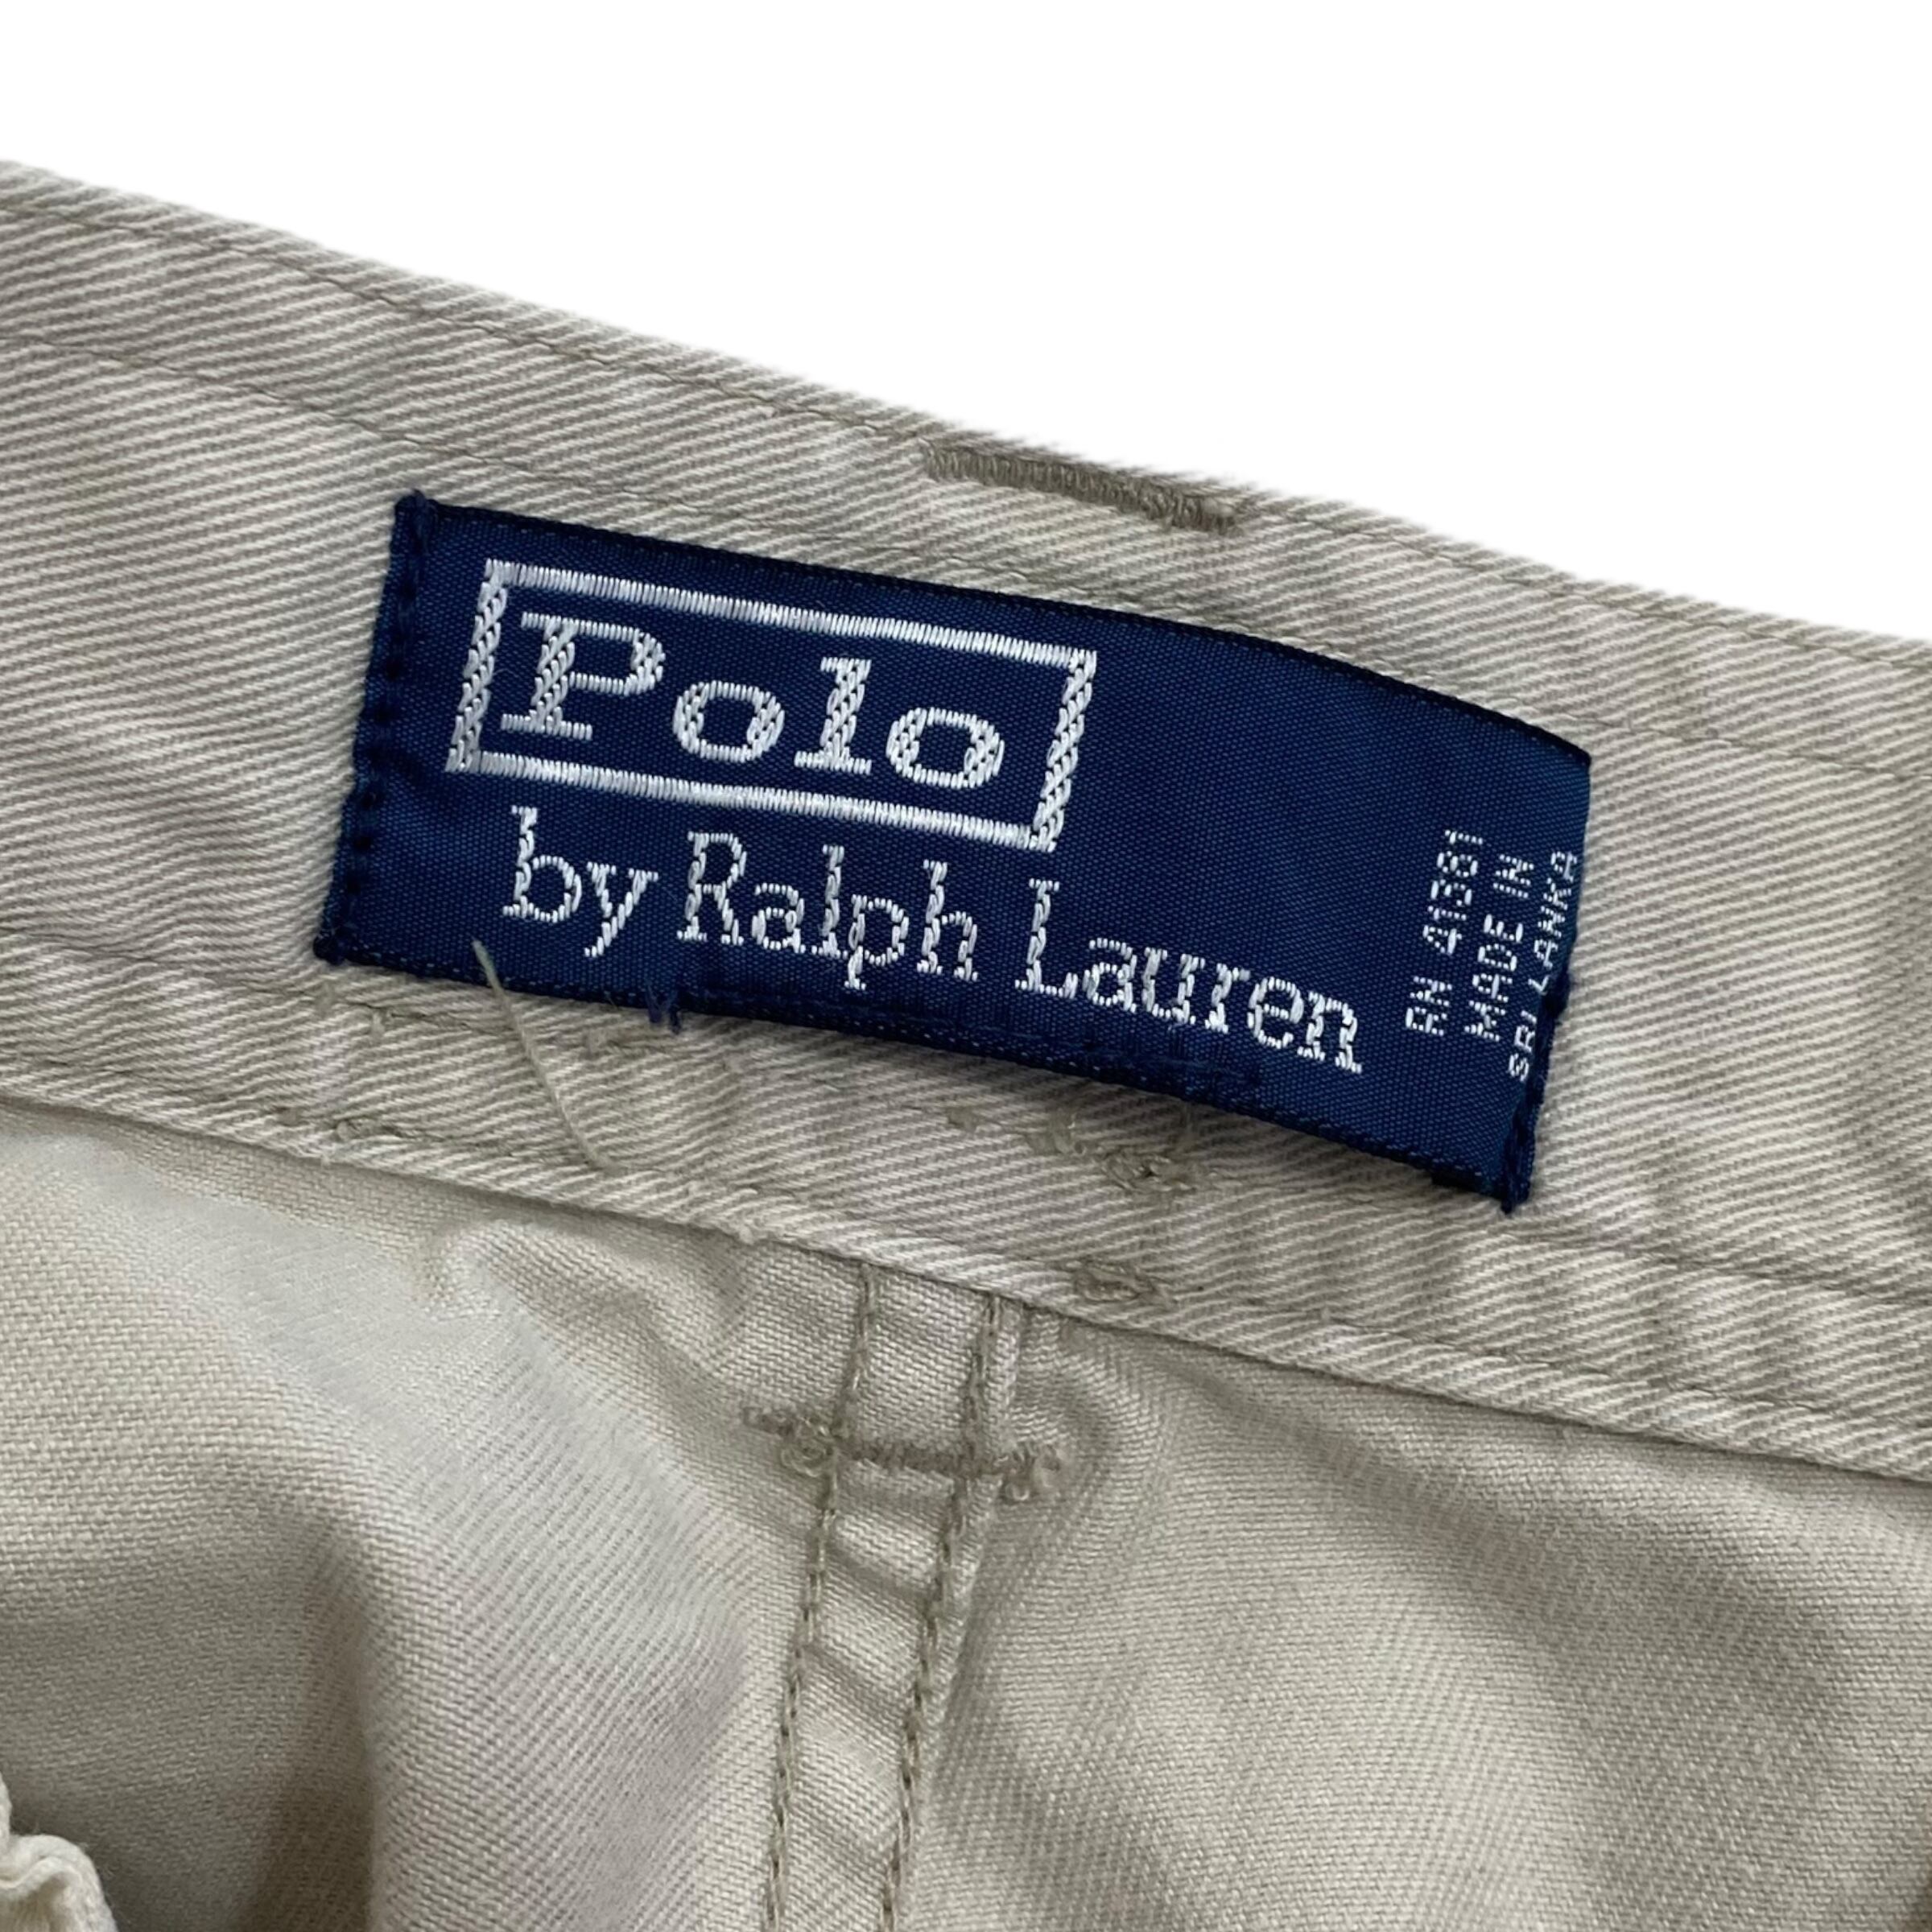 Polo
by Ralph Lauren
RN 41381
MADE IN
SRI LANKA